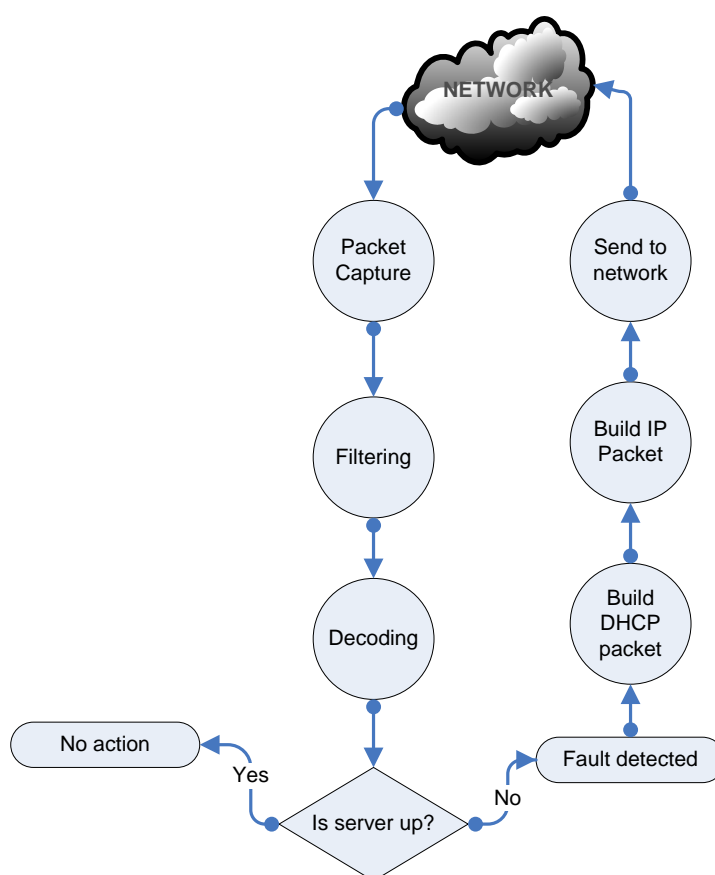 NETWORK
Packet
Capture
Send to
network
Filtering
Build IP
Packet
Decoding
Build
DHCP
packet
No action
Yes
Is server up?
No
Fault detected